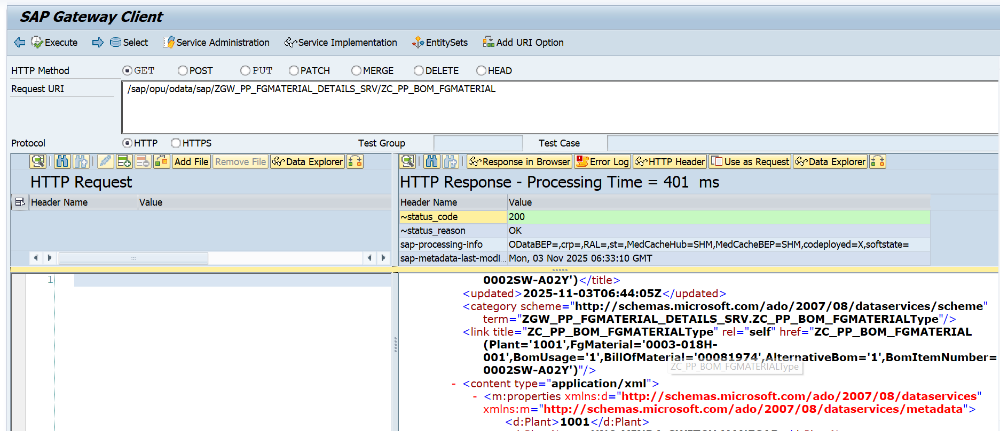 SAP Gateway Client
Execute Select Service Administration Service Implementation EntitySets Add URI Option
HTTP Method GET POST PUT PATCH MERGE DELETE HEAD
Request URI /sap/opu/odata/sap/ZGW_PP_FGMATERIAL_DETAILS_SRV/ZC_PP_BOM_FGMATERIAL
Protocol HTTP HTTPS Test Group Test Case
Add File Remove File Data Explorer
HTTP Request
Header Name Value
1
Response in Browser Error Log HTTP Header Use as Request Data Explorer
HTTP Response - Processing Time = 401 ms
Header Name Value
~status_code 200
~status_reason OK
sap-processing-info ODataBEP=,crp=,RAL=,st=,MedCacheHub=SHM,MedCacheBEP=SHM,codeployed=X,softstate=
sap-metadata-last-modi... Mon, 03 Nov 2025 06:33:10 GMT
0002SW-A02Y')</title>
<updated>2025-11-03T06:44:05Z</updated>
<category scheme="http://schemas.microsoft.com/ado/2007/08/dataservices/scheme"
term="ZGW_PP_FGMATERIAL_DETAILS_SRV.ZC_PP_BOM_FGMATERIALType"/>
<link title="ZC_PP_BOM_FGMATERIALType" rel="self" href="ZC_PP_BOM_FGMATERIAL
(Plant='1001',FgMaterial='0003-018H-
001',BomUsage='1',BillOfMaterial='00081974',AlternativeBom='1',BomItemNumber=
0002SW-A02Y')"/>
ZC_PP_BOM_FGMATERIALType
- <content type="application/xml">
- <m:properties xmlns:d="http://schemas.microsoft.com/ado/2007/08/dataservices"
xmlns:m="http://schemas.microsoft.com/ado/2007/08/dataservices/metadata">
<d:Plant>1001</d:Plant>